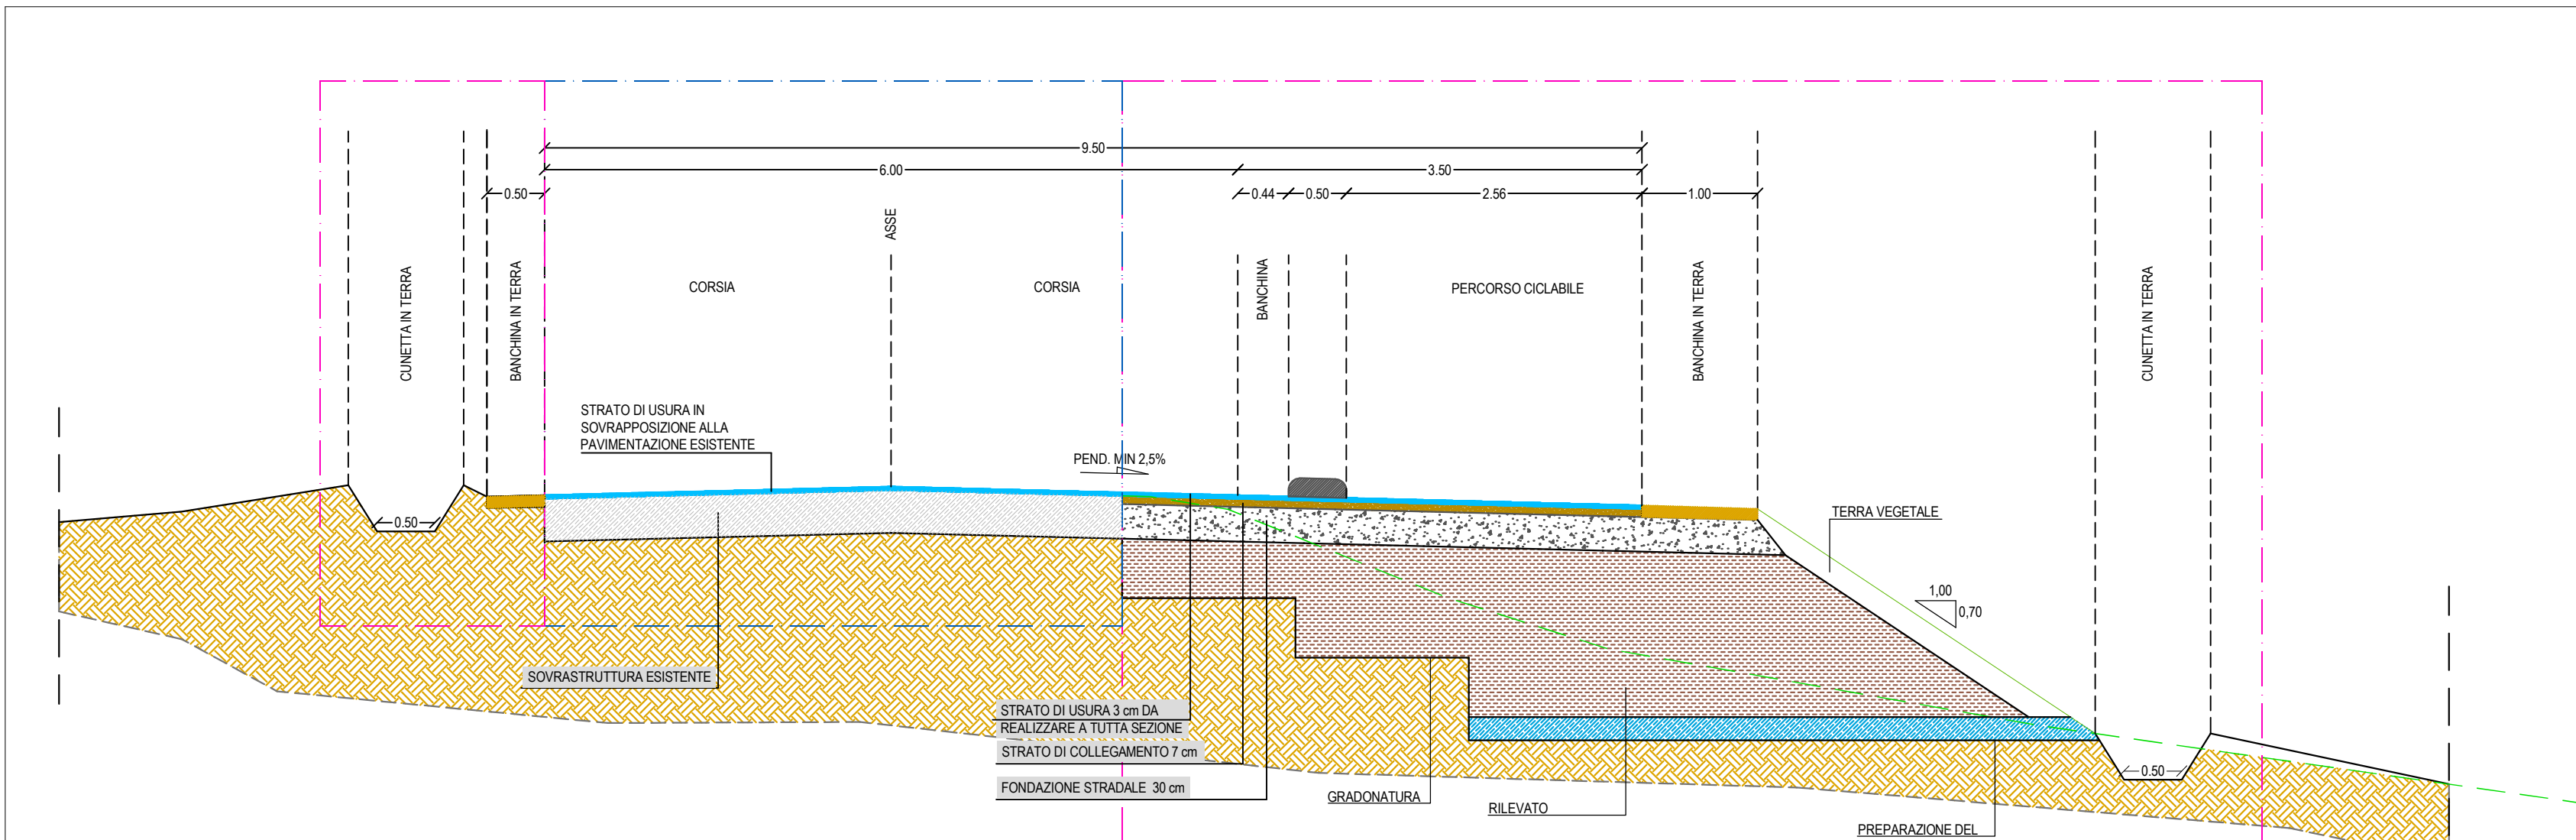 9.50
6.00
3.50
0.50
0.44
0.50
2.56
1.00
ASSE
CUNETTA IN TERRA
BANCHINA IN TERRA
CORSIA
CORSIA
BANCHINA
PERCORSO CICLABILE
BANCHINA IN TERRA
CUNETTA IN TERRA
STRATO DI USURA IN
SOVRAPPOSIZIONE ALLA
PAVIMENTAZIONE ESISTENTE
PEND. MIN 2,5%
0.50
TERRA VEGETALE
1,00
0,70
SOVRASTRUTTURA ESISTENTE
STRATO DI USURA 3 cm DA
REALIZZARE A TUTTA SEZIONE
STRATO DI COLLEGAMENTO 7 cm
FONDAZIONE STRADALE 30 cm
GRADONATURA
RILEVATO
0.50
PREPARAZIONE DEL